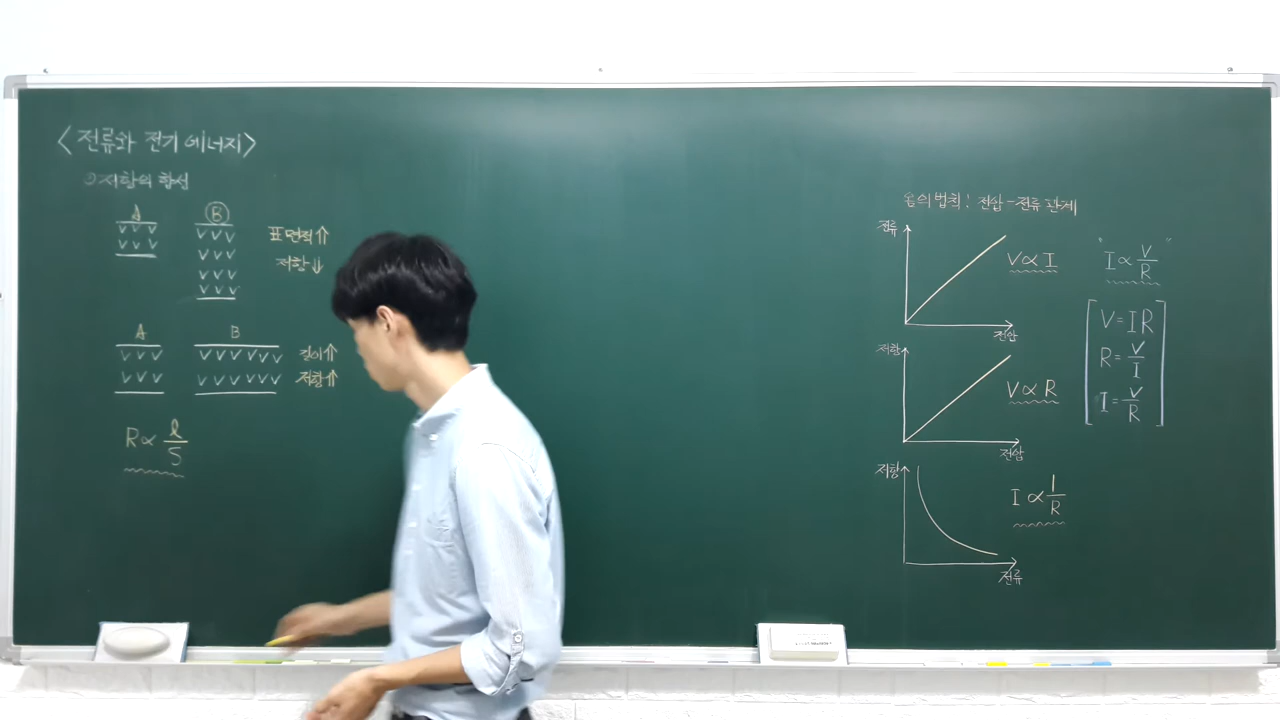 <전류와 전기 에너지>
①저항의 합성
A
B
표면적⇑
저항⇓
A
B
길이⇑
저항⇑
R∝ l/S
옴의 법칙! 전압-전류 관계
전류
V∝I
전압
저항
V∝R
전압
저항
I∝1/R
전류
" I∝V/R "
V=IR
R=V/I
I=V/R